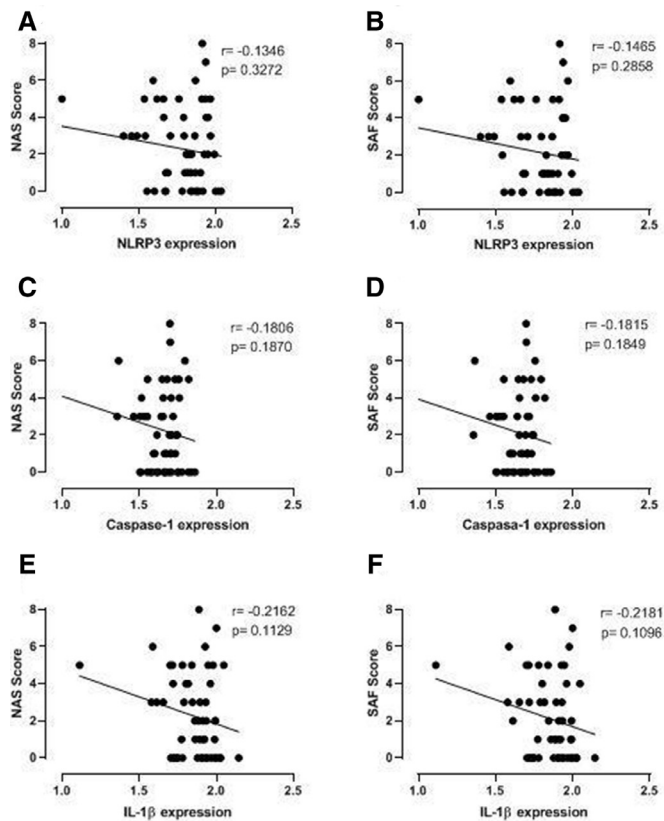 A
r= -0.1346
p= 0.3272
NAS Score
8
6
4
2
0
1.0 1.5 2.0 2.5
NLRP3 expression
B
r= -0.1465
p= 0.2858
SAF Score
8
6
4
2
0
1.0 1.5 2.0 2.5
NLRP3 expression
C
r= -0.1806
p= 0.1870
NAS Score
8
6
4
2
0
1.0 1.5 2.0 2.5
Caspase-1 expression
D
r= -0.1815
p= 0.1849
SAF Score
8
6
4
2
0
1.0 1.5 2.0 2.5
Caspasa-1 expression
E
r= -0.2162
p= 0.1129
NAS Score
8
6
4
2
0
1.0 1.5 2.0 2.5
IL-1β expression
F
r= -0.2181
p= 0.1096
SAF Score
8
6
4
2
0
1.0 1.5 2.0 2.5
IL-1β expression